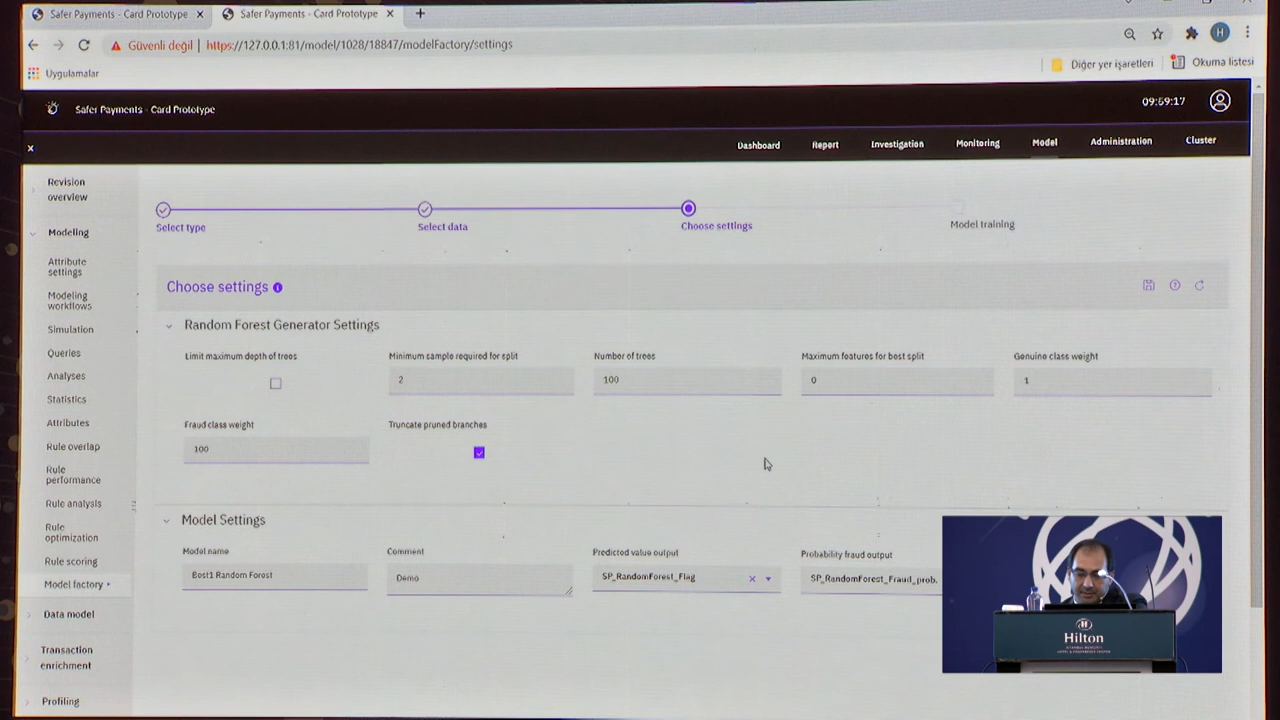 Safer Payments - Card Prototype
Safer Payments - Card Prototype
Güvenli değil | https://127.0.0.1:81/model/1028/18847/modelFactory/settings
H
Uygulamalar
Diğer yer işaretleri
Okuma listesi
Safer Payments - Card Prototype
09:59:17
Dashboard
Report
Investigation
Monitoring
Model
Administration
Cluster
Revision
overview
Modeling
Attribute
settings
Modeling
workflows
Simulation
Queries
Analyses
Statistics
Attributes
Rule overlap
Rule
performance
Rule analysis
Rule
optimization
Rule scoring
Model factory
Data model
Transaction
enrichment
Profiling
Select type
Select data
Choose settings
Model training
Choose settings
Random Forest Generator Settings
Limit maximum depth of trees
Minimum sample required for split
Number of trees
Maximum features for best split
Genuine class weight
2
100
0
1
Fraud class weight
Truncate pruned branches
100
Model Settings
Model name
Comment
Predicted value output
Probability fraud output
Best1 Random Forest
Demo
SP_RandomForest_Flag
SP_RandomForest_Fraud_prob.
H
Hilton